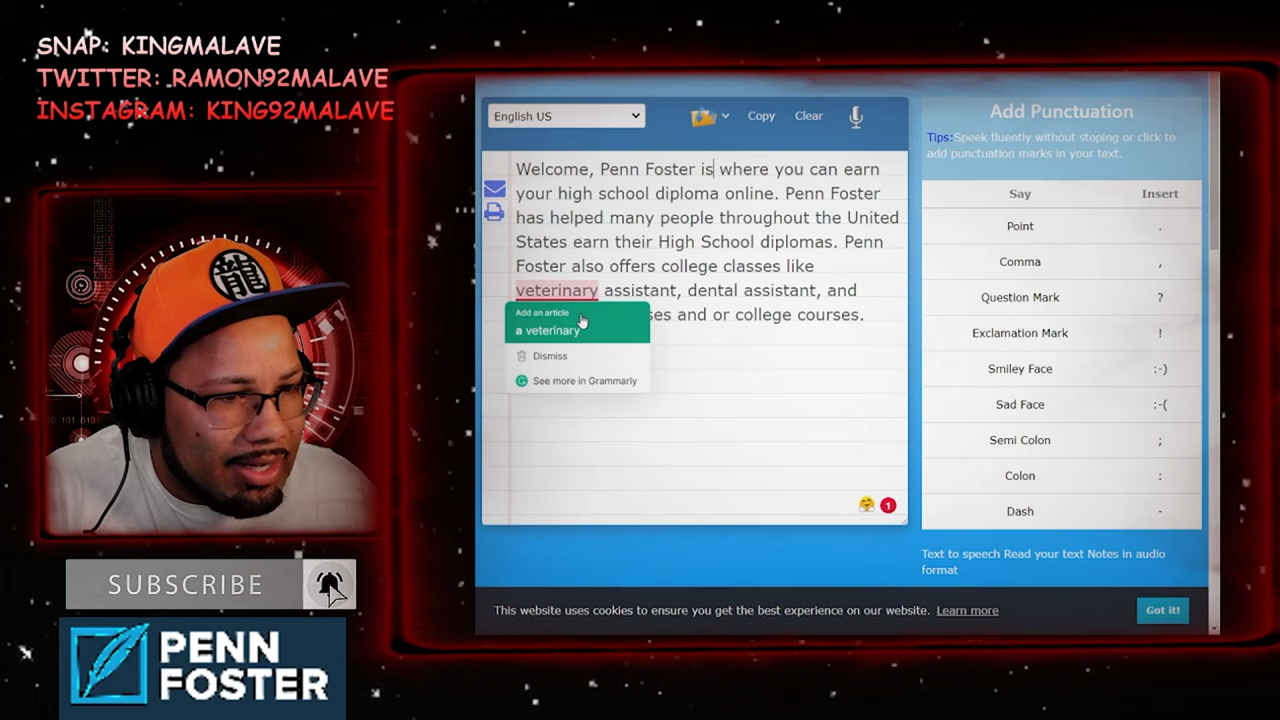 SNAP: KINGMALAVE
TWITTER: RAMON92MALAVE
INSTAGRAM: KING92MALAVE
龍
SUBSCRIBE
PENN
FOSTER
English US
Copy
Clear
Welcome, Penn Foster is where you can earn
your high school diploma online. Penn Foster
has helped many people throughout the United
States earn their High School diplomas. Penn
Foster also offers college classes like
veterinary assistant, dental assistant, and
ses and or college courses.
Add an article
a veterinary
Dismiss
See more in Grammarly
1
Add Punctuation
Tips:Speek fluently without stoping or click to
add punctuation marks in your text.
Say Insert
Point .
Comma ,
Question Mark ?
Exclamation Mark !
Smiley Face :-)
Sad Face :-(
Semi Colon ;
Colon :
Dash -
Text to speech Read your text Notes in audio
format
This website uses cookies to ensure you get the best experience on our website. Learn more
Got it!